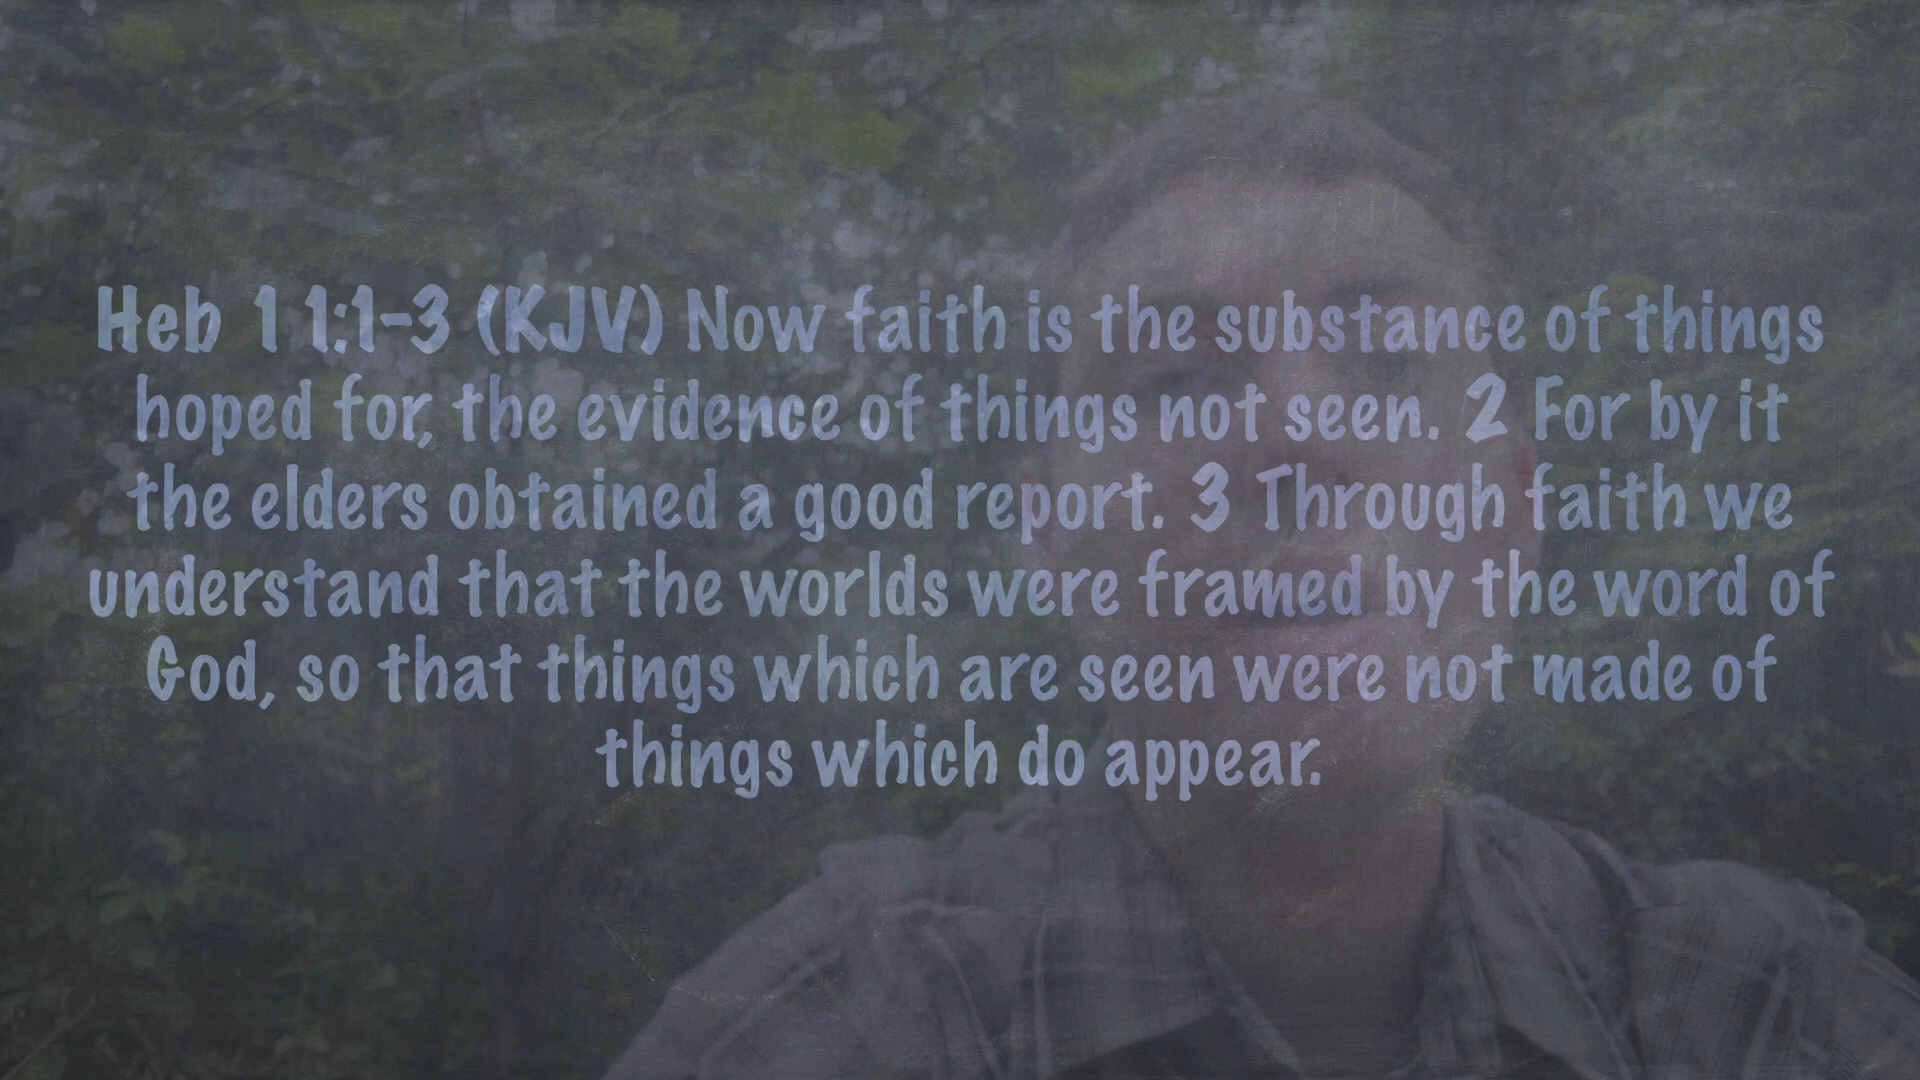 Heb 1 1:1-3 (KJV) Now faith is the substance of things
hoped for, the evidence of things not seen. 2 For by it
the elders obtained a good report. 3 Through faith we
understand that the worlds were framed by the word of
God, so that things which are seen were not made of
things which do appear.